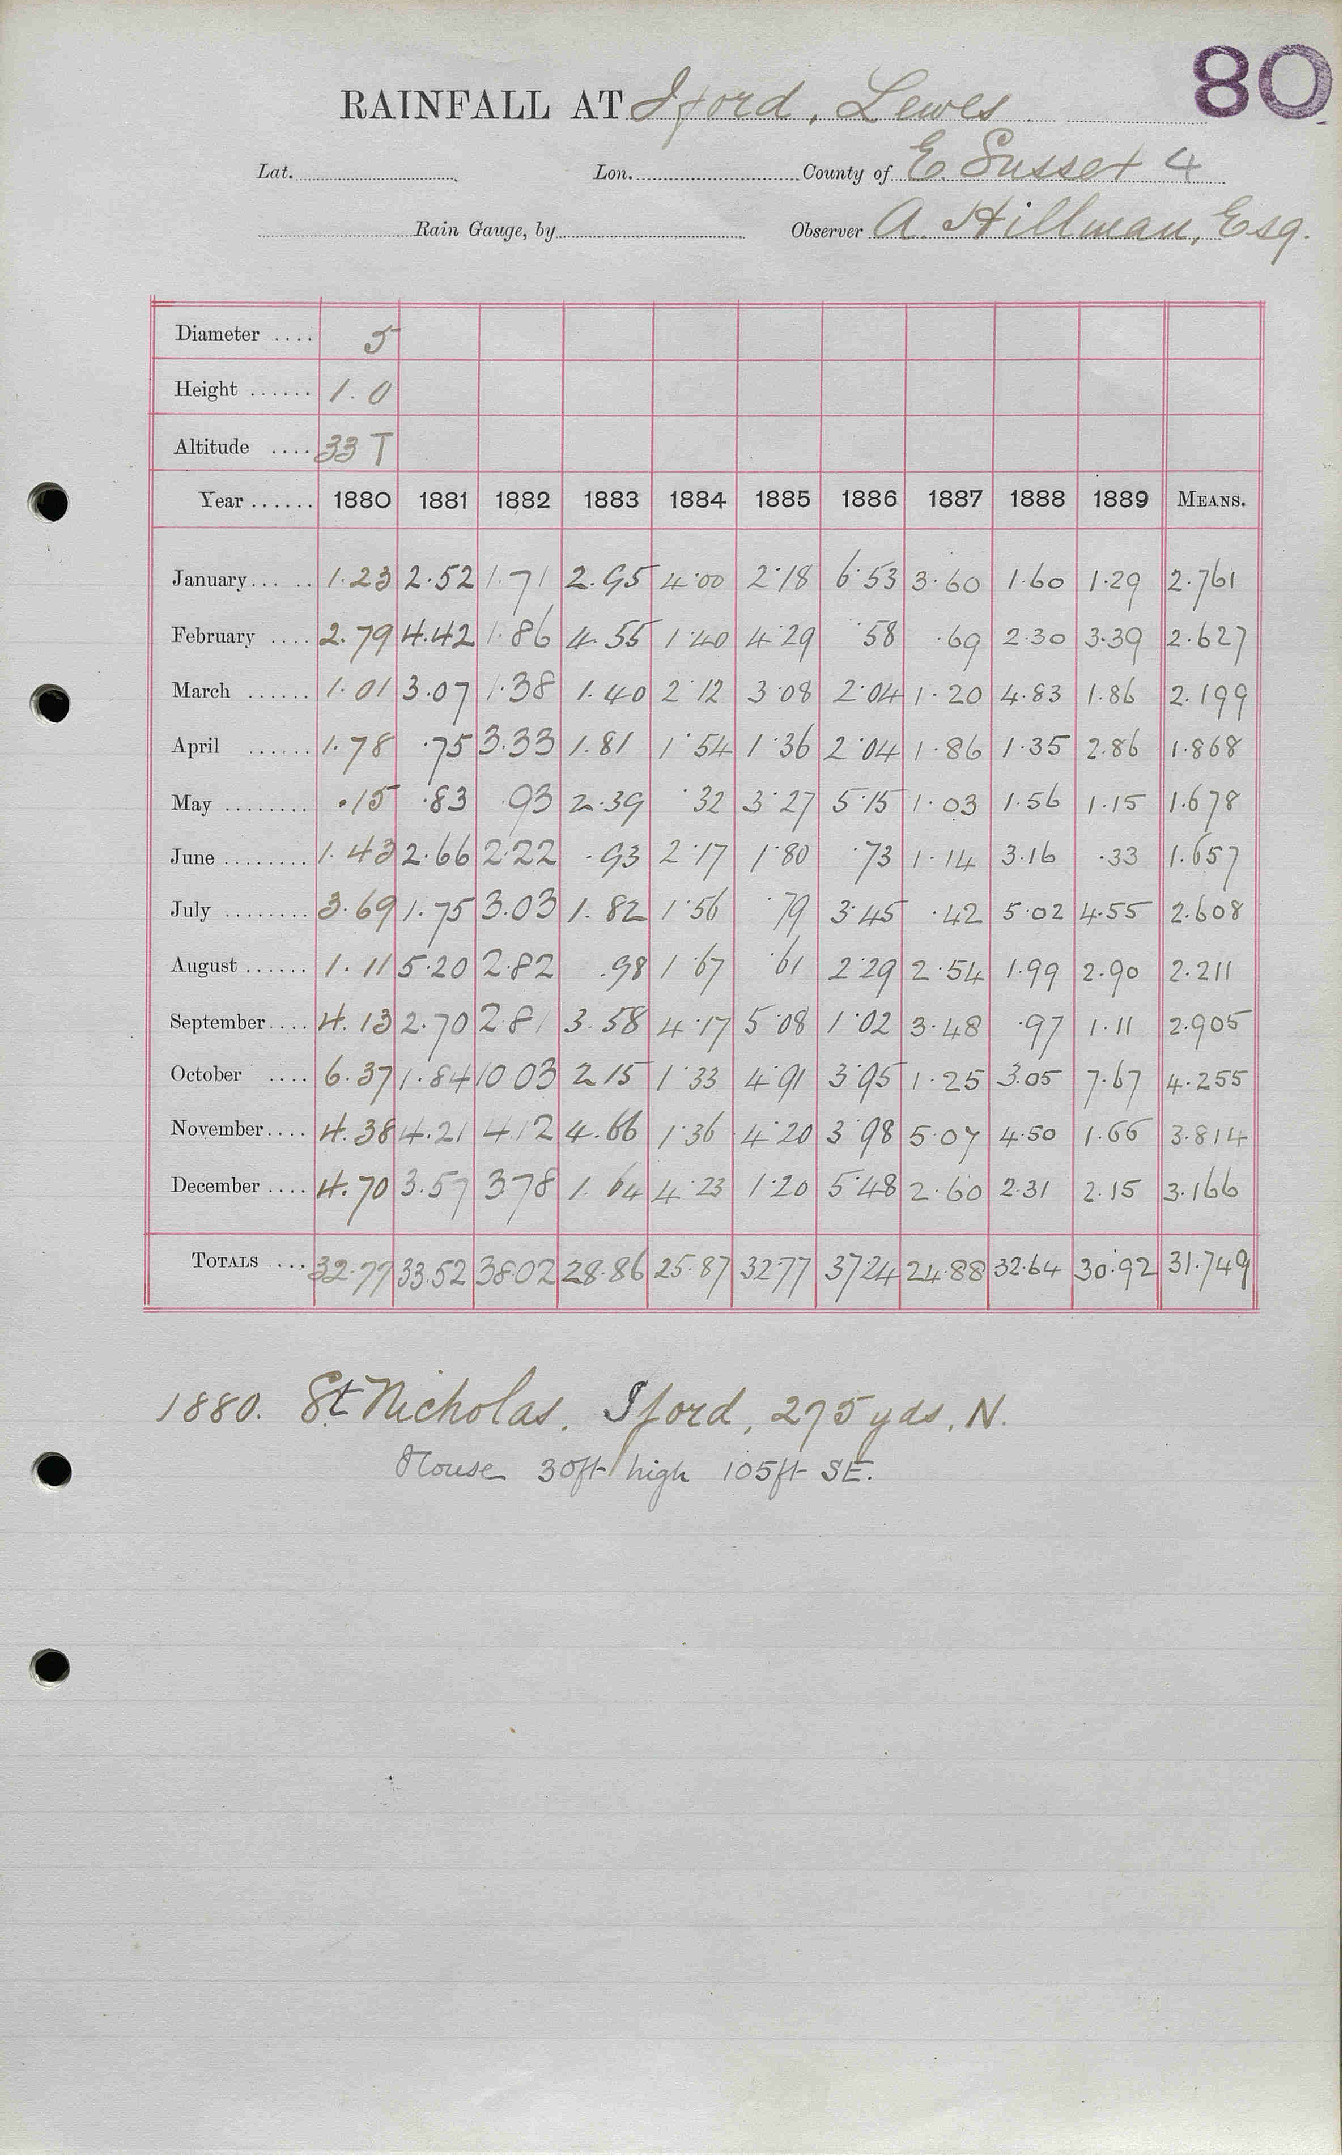 80
RAINFALL AT Iford, Lewes
Lat. Lon. County of E. Sussex 4
Rain Gauge, by Observer A. Hillman, Esq.
Diameter .... 5
Height ...... 1.0
Altitude .... 33 T
Year ...... 1880 1881 1882 1883 1884 1885 1886 1887 1888 1889 MEANS.
January ...... 1.23 2.52 1.71 2.95 4.00 2.18 6.53 3.60 1.60 1.29 2.761
February .... 2.79 4.42 1.86 4.55 1.40 4.29 .58 .69 2.30 3.39 2.627
March ...... 1.01 3.07 1.38 1.40 2.12 3.08 2.04 1.20 4.83 1.86 2.199
April ...... 1.78 .75 3.33 1.81 1.54 1.36 2.04 1.86 1.35 2.86 1.868
May ........ .15 .83 .93 2.39 .32 3.27 5.15 1.03 1.56 1.15 1.678
June ........ 1.43 2.66 2.22 .93 2.17 1.80 .73 1.14 3.16 .33 1.657
July ........ 3.69 1.75 3.03 1.82 1.56 .79 3.45 .42 5.02 4.55 2.608
August ...... 1.11 5.20 2.82 .98 1.67 .61 2.29 2.54 1.99 2.90 2.211
September .... 4.13 2.70 2.81 3.58 4.17 5.08 1.02 3.48 .97 1.11 2.905
October .... 6.37 1.84 10.03 2.15 1.33 4.91 3.95 1.25 3.05 7.67 4.255
November .... 4.38 4.21 4.12 4.66 1.36 4.20 3.98 5.07 4.50 1.66 3.814
December .... 4.70 3.57 3.78 1.64 4.23 1.20 5.48 2.60 2.31 2.15 3.166
TOTALS .... 32.77 33.52 38.02 28.86 25.87 32.77 37.24 24.88 32.64 30.92 31.749
1880. St Nicholas, Iford, 275 yds. N.
House 30ft high 105ft SE.